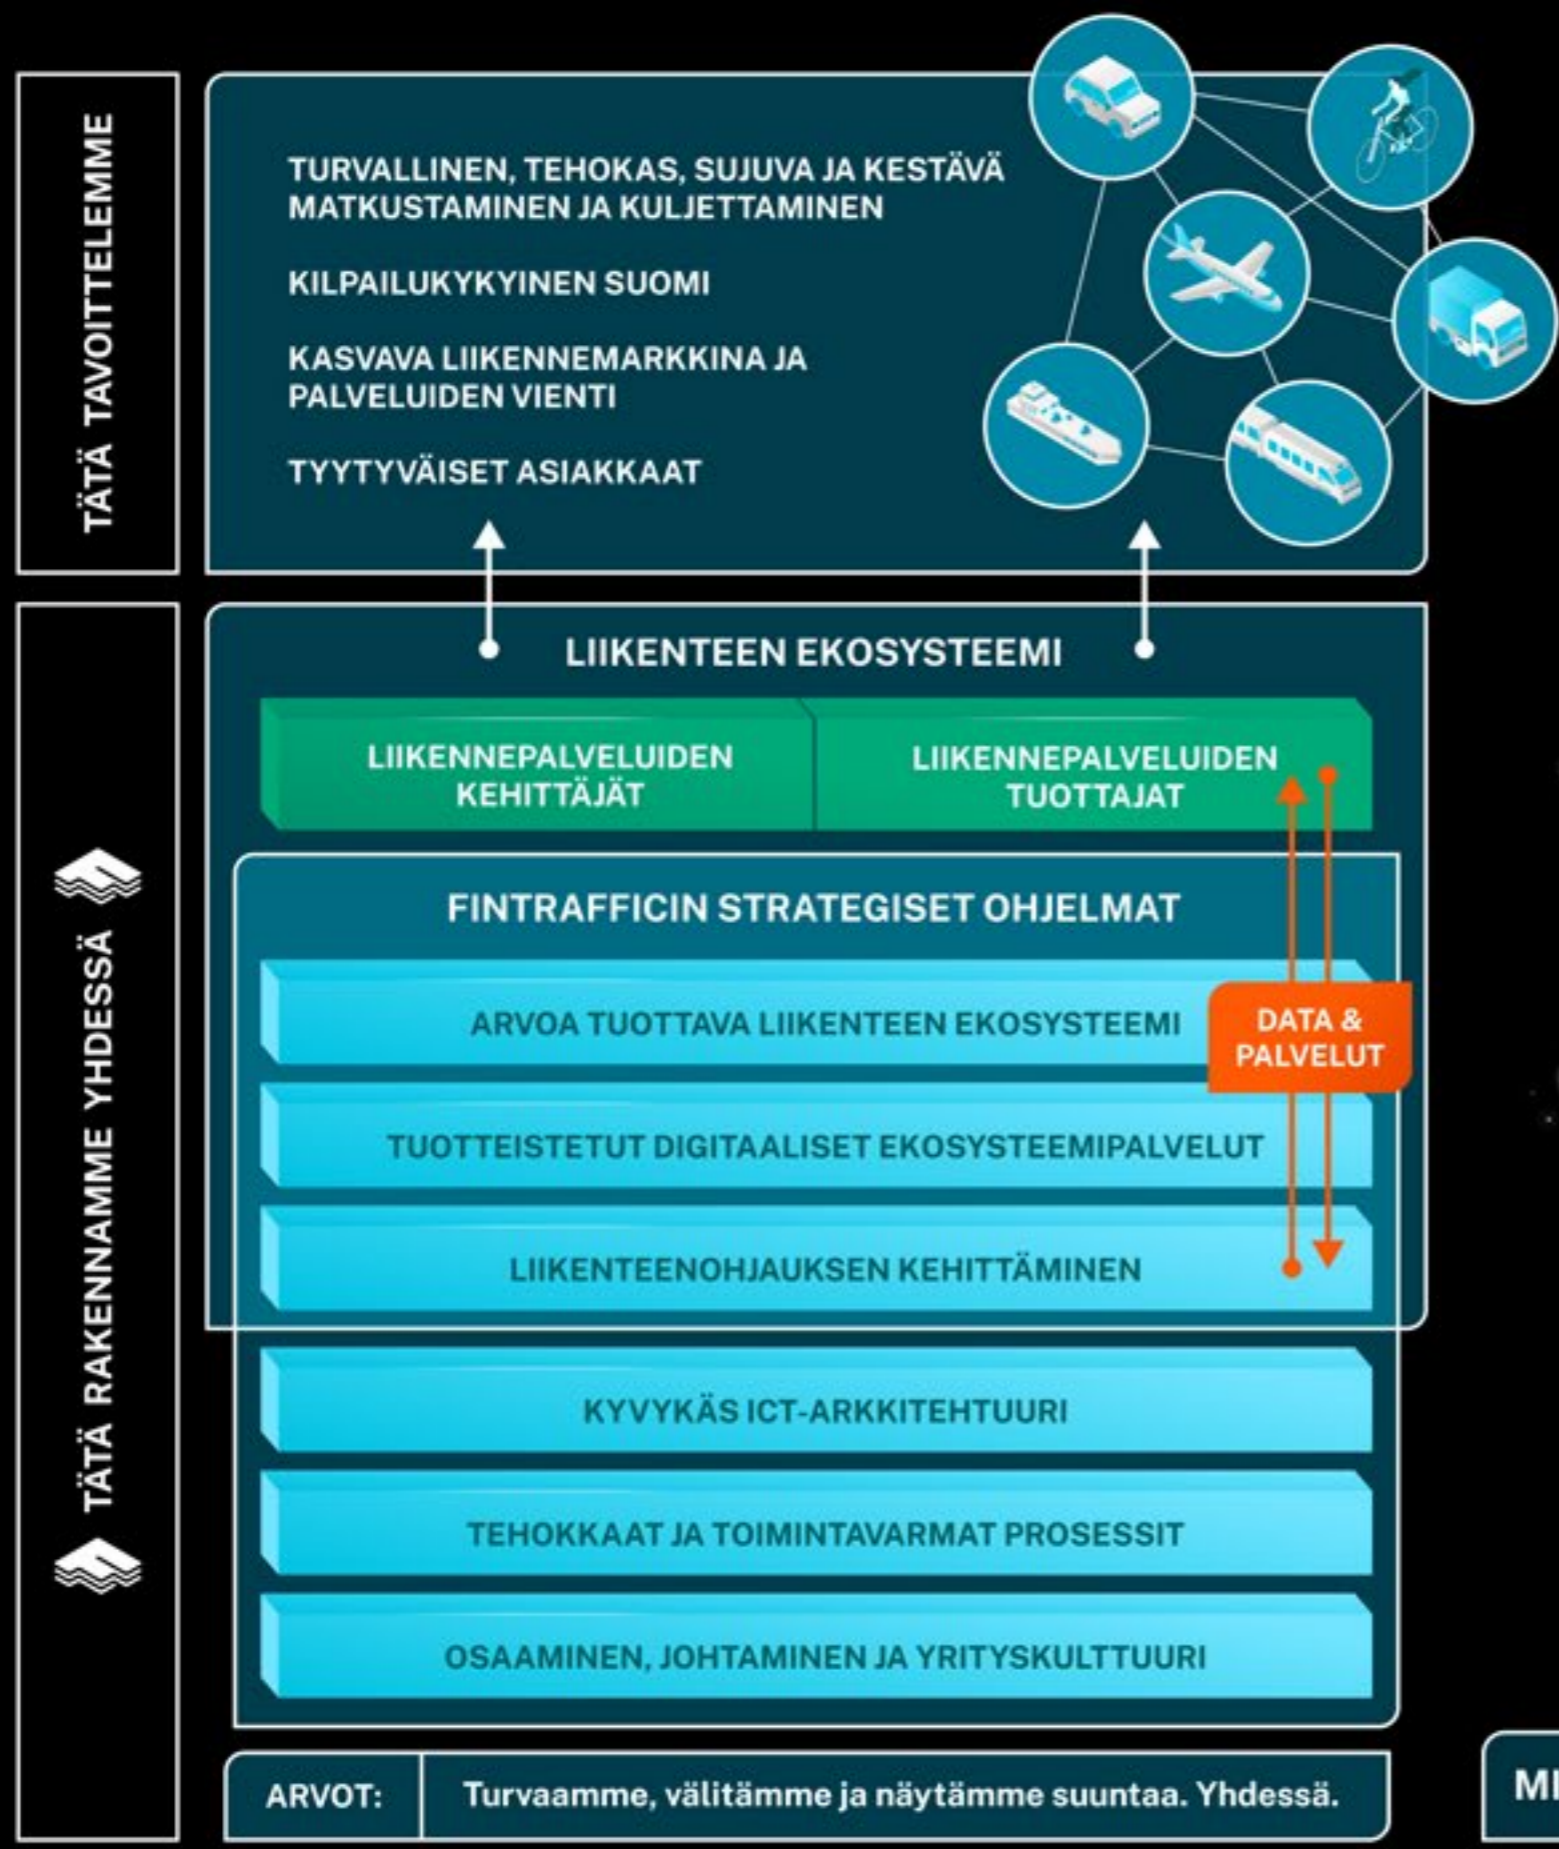 TÄTÄ TAVOITTELEMME
TURVALLINEN, TEHOKAS, SUJUVA JA KESTÄVÄ
MATKUSTAMINEN JA KULJETTAMINEN
KILPAILUKYKYINEN SUOMI
KASVAVA LIIKENNEMARKKINA JA
PALVELUIDEN VIENTI
TYYTYVÄISET ASIAKKAAT
TÄTÄ RAKENNAMME YHDESSÄ
LIIKENTEEN EKOSYSTEEMI
LIIKENNEPALVELUIDEN
KEHITTÄJÄT
LIIKENNEPALVELUIDEN
TUOTTAJAT
FINTRAFFICIN STRATEGISET OHJELMAT
ARVOA TUOTTAVA LIIKENTEEN EKOSYSTEEMI
DATA &
PALVELUT
TUOTTEISTETUT DIGITAALISET EKOSYSTEEMIPALVELUT
LIIKENTEENOHJAUKSEN KEHITTÄMINEN
KYVYKÄS ICT-ARKKITEHTUURI
TEHOKKAAT JA TOIMINTAVARMAT PROSESSIT
OSAAMINEN, JOHTAMINEN JA YRITYSKULTTUURI
ARVOT:
Turvaamme, välitämme ja näytämme suuntaa. Yhdessä.